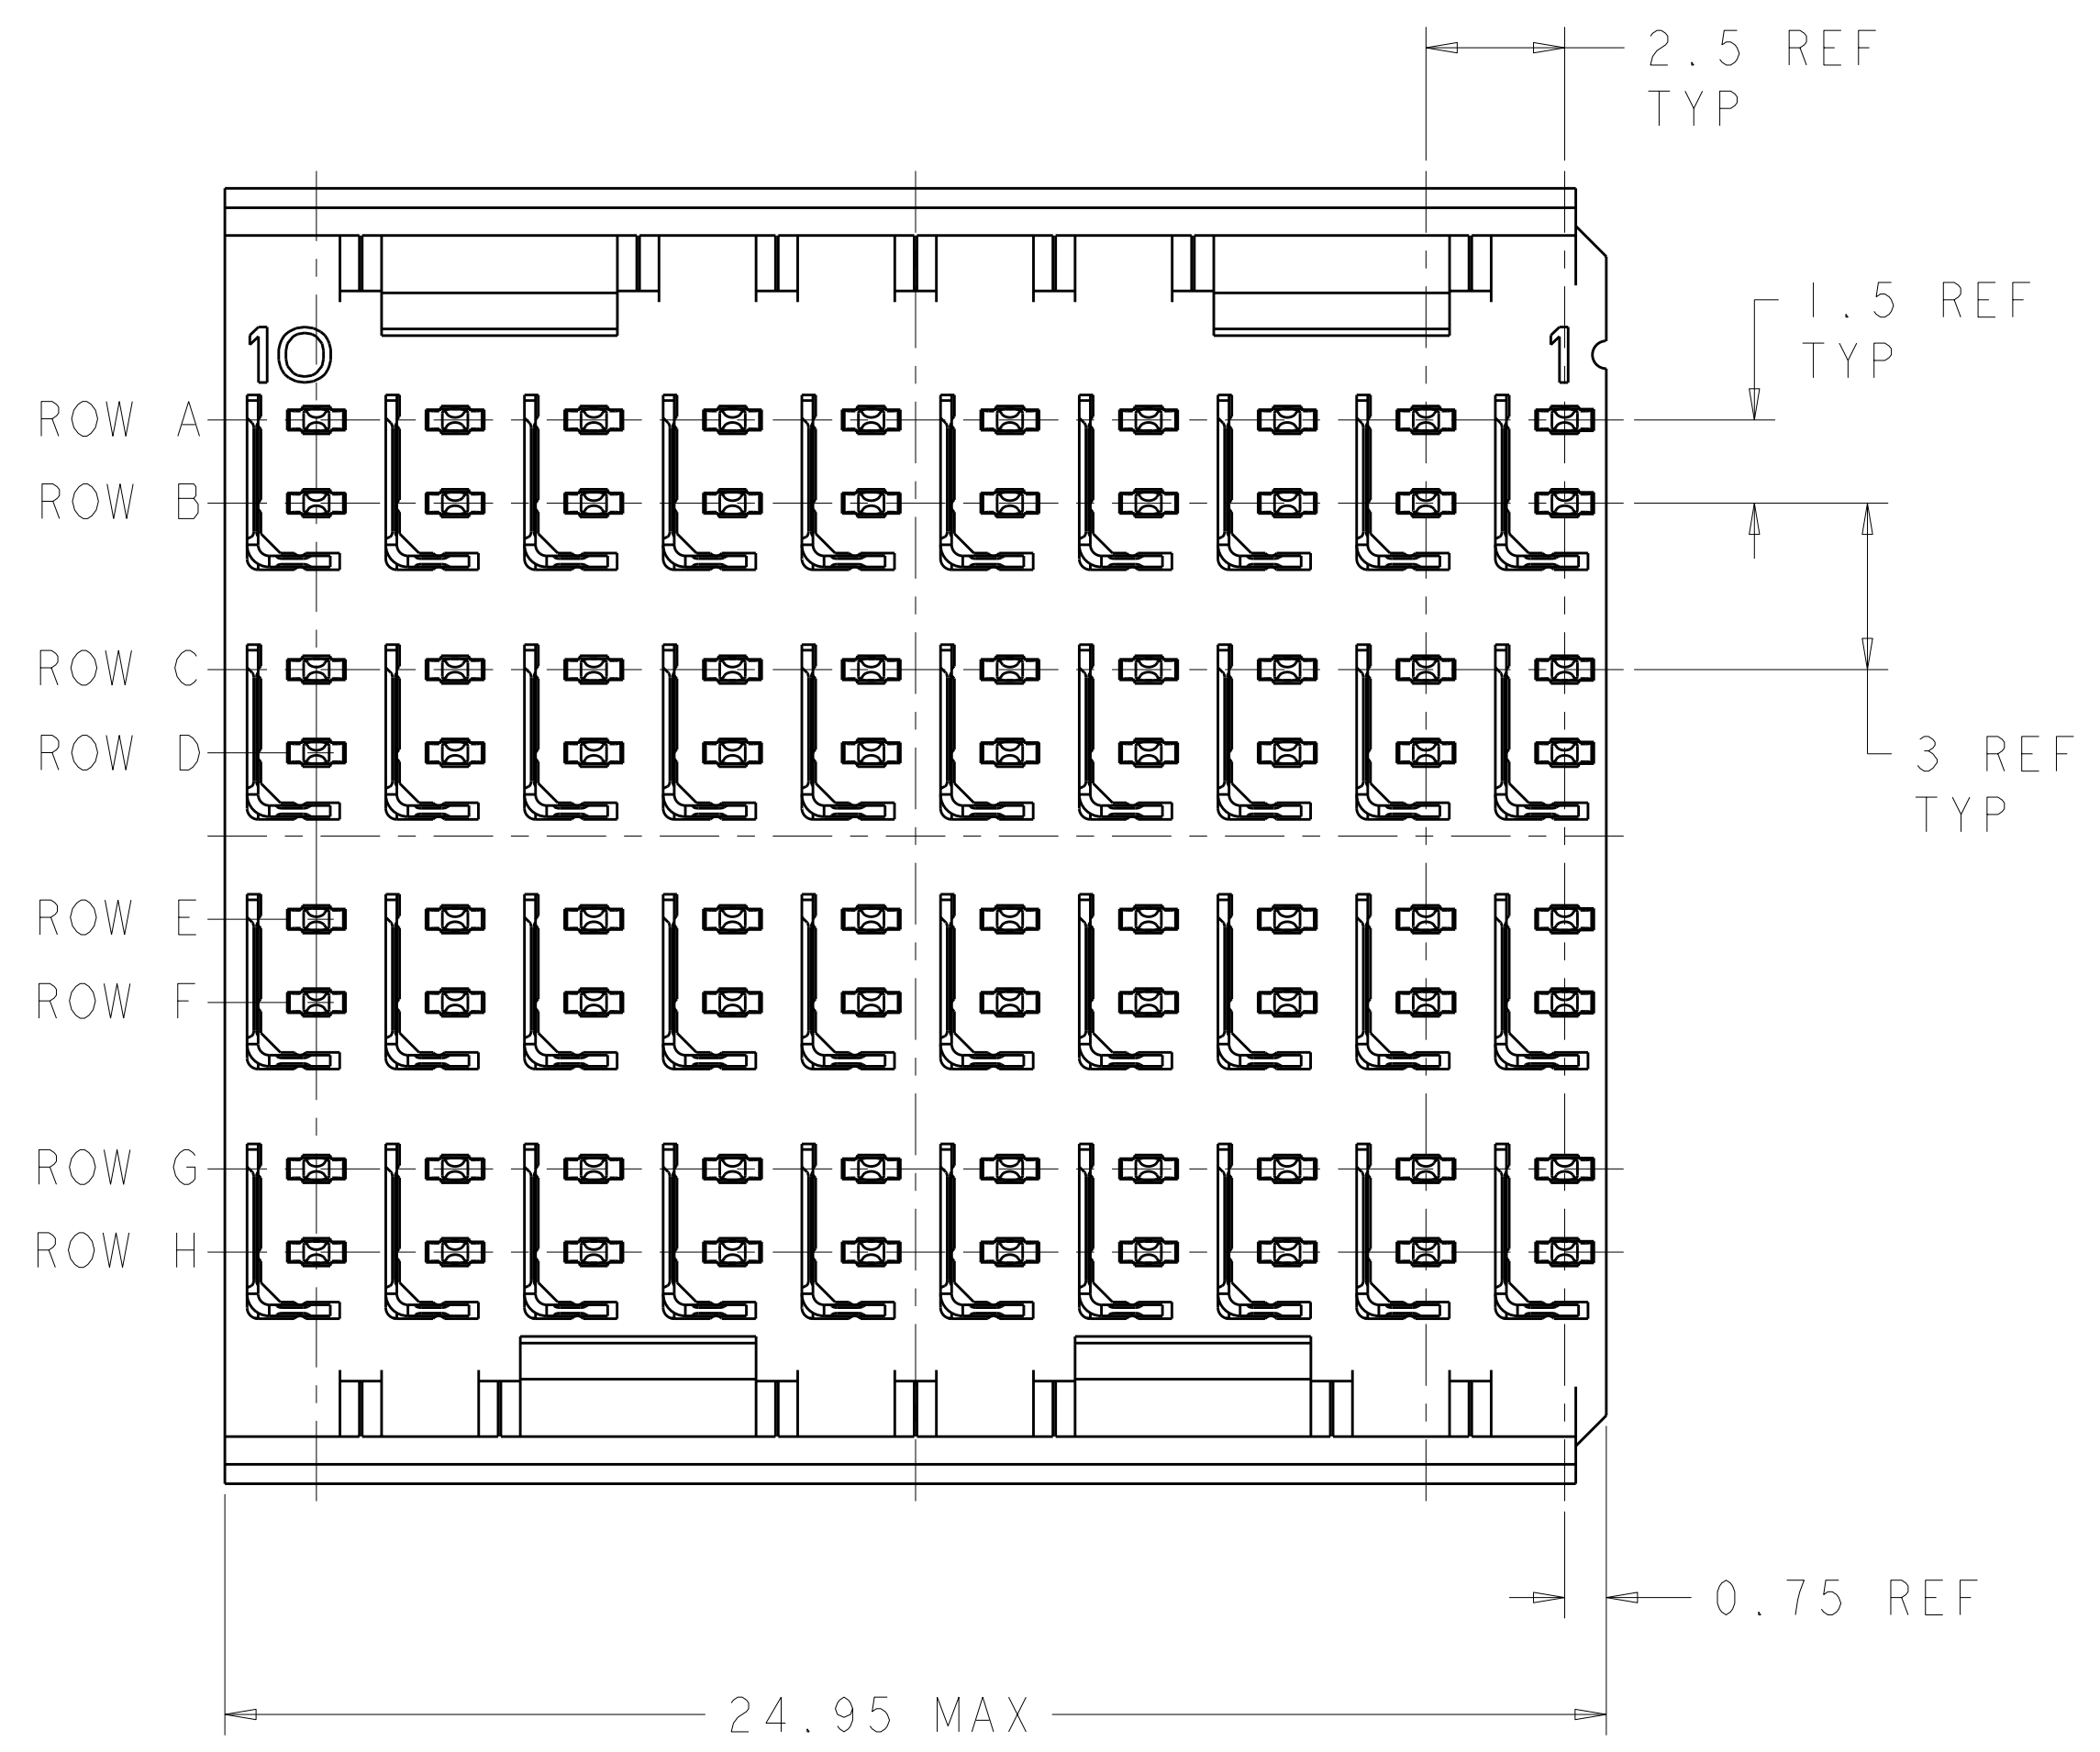 2.5 REF
TYP
1.5 REF
TYP
10
1
ROW A
ROW B
ROW C
ROW D
3 REF
TYP
ROW E
ROW F
ROW G
ROW H
0.75 REF
24.95 MAX